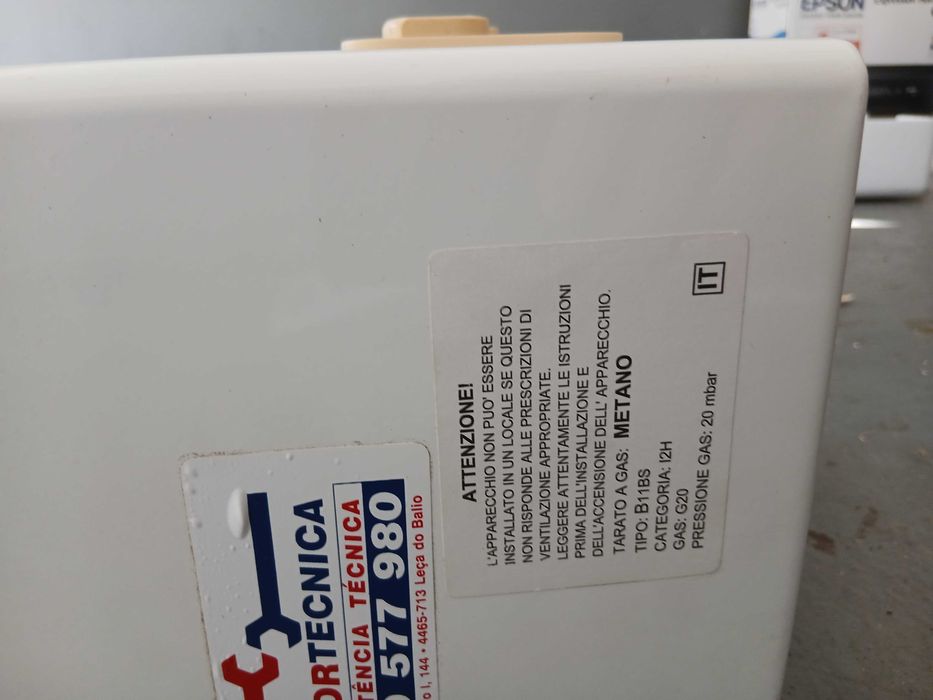 ATTENZIONE!
L'APPARECCHIO NON PUO' ESSERE
INSTALLATO IN UN LOCALE SE QUESTO
NON RISPONDE ALLE PRESCRIZIONI DI
VENTILAZIONE APPROPRIATE.
LEGGERE ATTENTAMENTE LE ISTRUZIONI
PRIMA DELL'INSTALLAZIONE E
DELL'ACCENSIONE DELL' APPARECCHIO.
TARATO A GAS: METANO
TIPO: B11BS
CATEGORIA: I2H
GAS: G20
PRESSIONE GAS: 20 mbar
IT
ORTECNICA
TÊNCIA TÉCNICA
577 980
I, 144 • 4465-713 Leça do Balio
EPSON